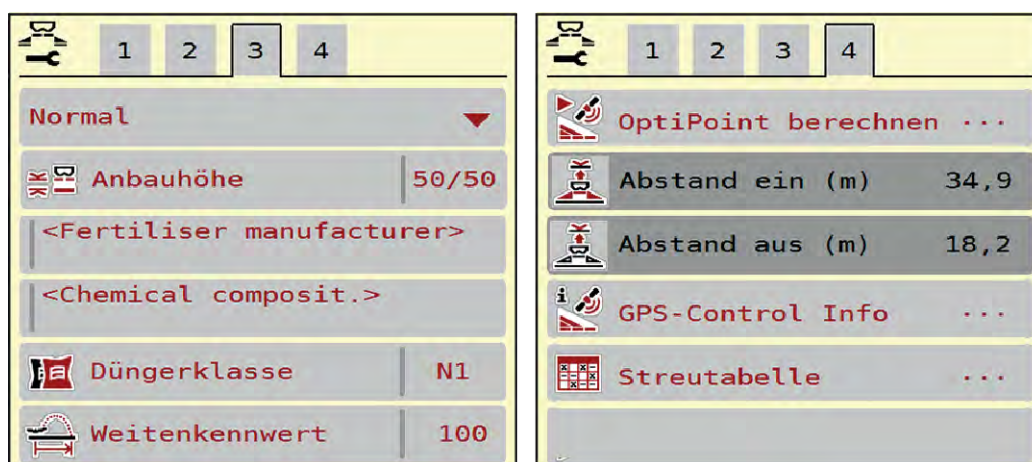 1 2 3 4
Normal
Anbauhöhe 50/50
<Fertiliser manufacturer>
<Chemical composit.>
Düngerklasse N1
Weitenkennwert 100
1 2 3 4
OptiPoint berechnen ...
Abstand ein (m) 34,9
Abstand aus (m) 18,2
GPS-Control Info ...
Streutabelle ...